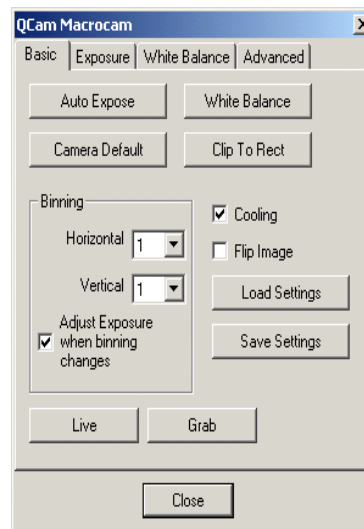 QCam Macrocam
Basic Exposure White Balance Advanced
Auto Expose White Balance
Camera Default Clip To Rect
Binning
Cooling
Horizontal 1
Flip Image
Vertical 1
Load Settings
Adjust Exposure
when binning
changes
Save Settings
Live Grab
Close